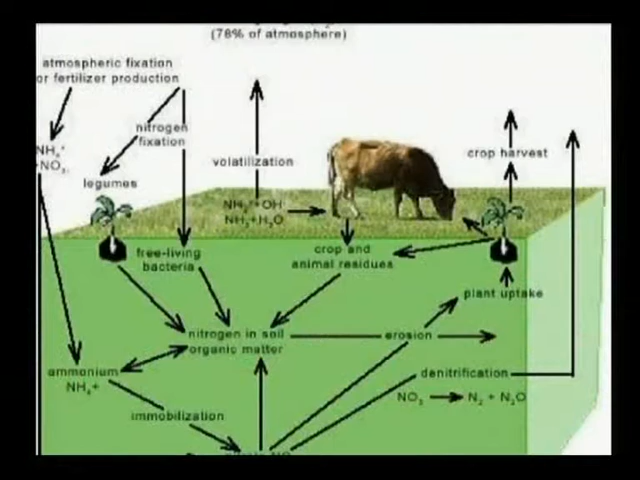 (78% of atmosphere)
atmospheric fixation
or fertilizer production
nitrogen
fixation
NH₄⁺
NO₃
volatilization
crop harvest
legumes
NH₃+H₂O
free-living
bacteria
crop and
animal residues
plant uptake
nitrogen in soil
organic matter
erosion
ammonium
NH₄+
denitrification
NO₃ → N₂ + N₂O
immobilization